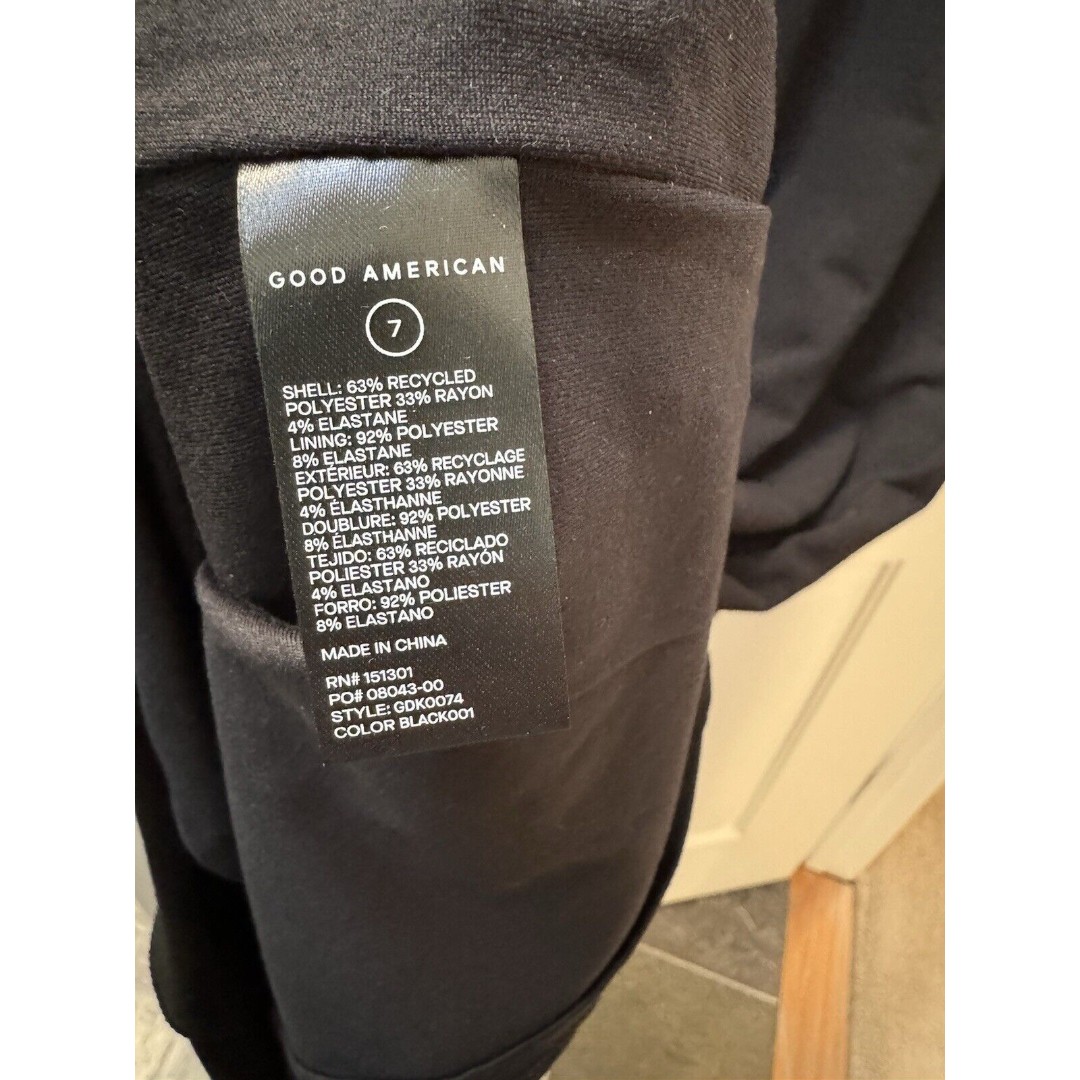 GOOD AMERICAN
7
SHELL: 63% RECYCLED
POLYESTER 33% RAYON
4% ELASTANE
LINING: 92% POLYESTER
8% ELASTANE
EXTÉRIEUR: 63% RECYCLAGE
POLYESTER 33% RAYONNE
4% ÉLASTHANNE
DOUBLURE: 92% POLYESTER
8% ÉLASTHANNE
TEJIDO: 63% RECICLADO
POLIESTER 33% RAYÓN
4% ELASTANO
FORRO: 92% POLIESTER
8% ELASTANO
MADE IN CHINA
RN# 151301
PO# 08043-00
STYLE: GDK0074
COLOR BLACK001